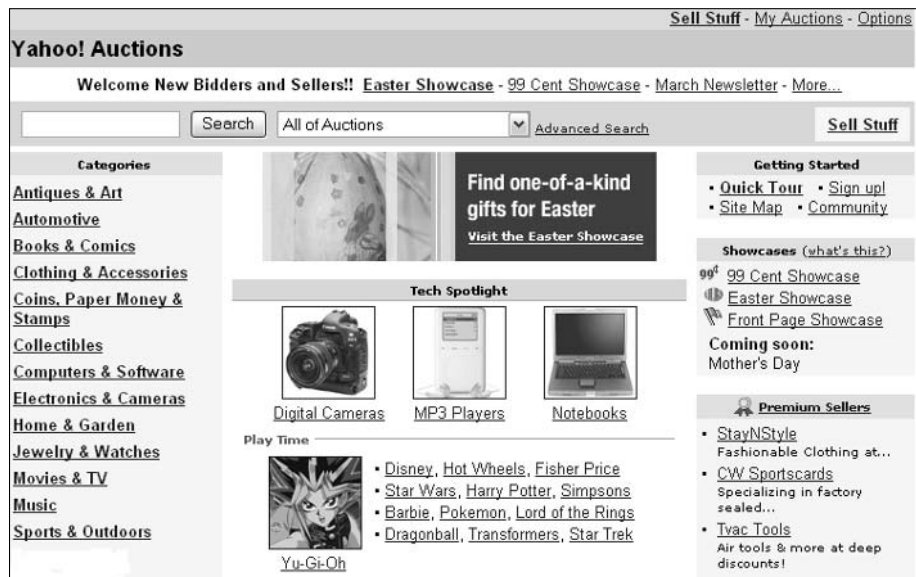 Sell Stuff - My Auctions - Options
Yahoo! Auctions
Welcome New Bidders and Sellers!! Easter Showcase - 99 Cent Showcase - March Newsletter - More...
Search All of Auctions Advanced Search Sell Stuff
Categories
Antiques & Art
Automotive
Books & Comics
Clothing & Accessories
Coins, Paper Money &
Stamps
Collectibles
Computers & Software
Electronics & Cameras
Home & Garden
Jewelry & Watches
Movies & TV
Music
Sports & Outdoors
Find one-of-a-kind
gifts for Easter
Visit the Easter Showcase
Tech Spotlight
Digital Cameras MP3 Players Notebooks
Play Time
Yu-Gi-Oh
• Disney, Hot Wheels, Fisher Price
• Star Wars, Harry Potter, Simpsons
• Barbie, Pokemon, Lord of the Rings
• Dragonball, Transformers, Star Trek
Getting Started
• Quick Tour • Sign up!
• Site Map • Community
Showcases (what's this?)
99¢ 99 Cent Showcase
Easter Showcase
Front Page Showcase
Coming soon:
Mother's Day
Premium Sellers
• StayNStyle
Fashionable Clothing at...
• CW Sportscards
Specializing in factory
sealed...
• Tvac Tools
Air tools & more at deep
discounts!